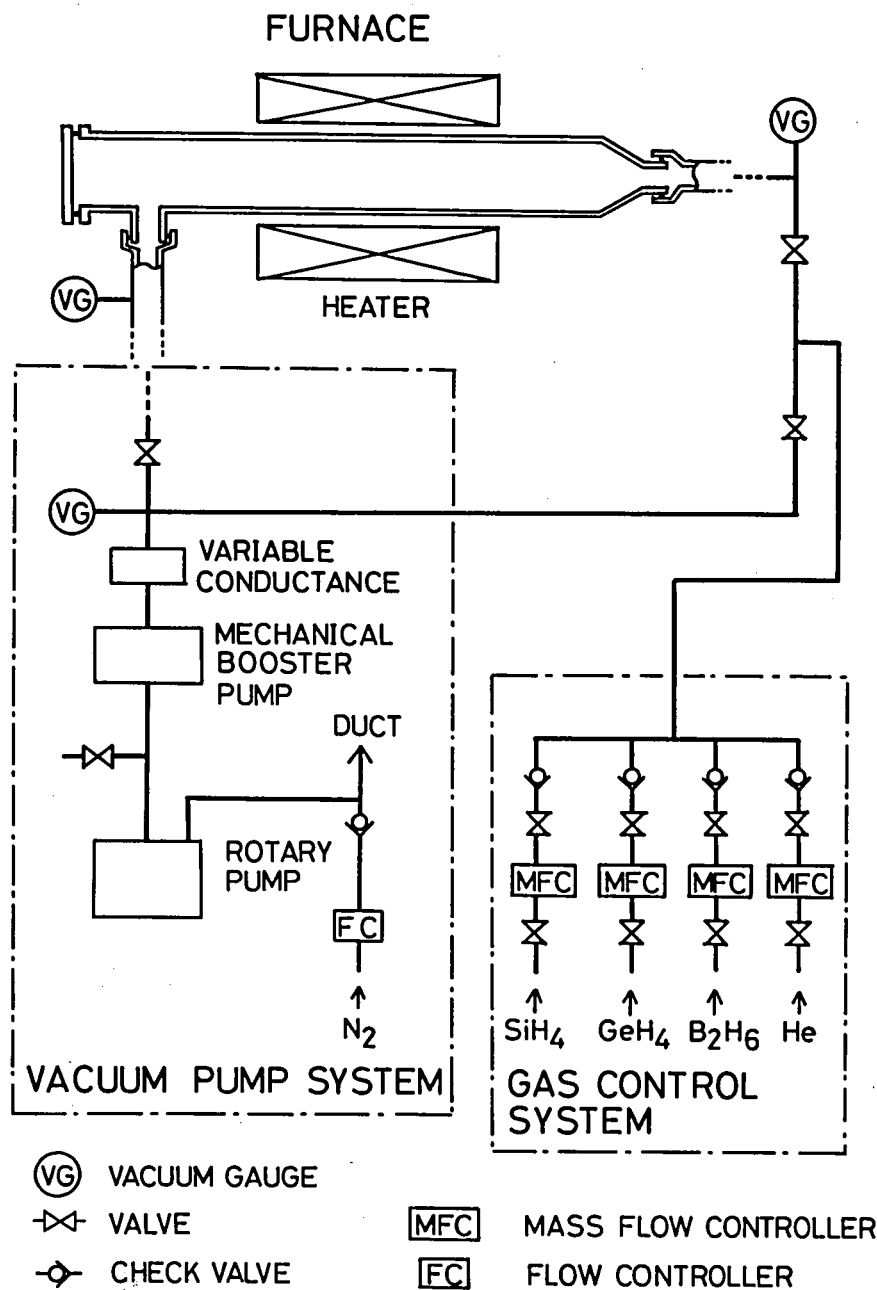 FURNACE
VG
VG
HEATER
VG
VARIABLE
CONDUCTANCE
MECHANICAL
BOOSTER
PUMP
DUCT
ROTARY
PUMP
FC
N2
MFC MFC MFC MFC
SiH4 GeH4 B2H6 He
VACUUM PUMP SYSTEM
GAS CONTROL
SYSTEM
VG VACUUM GAUGE
VALVE
MFC MASS FLOW CONTROLLER
CHECK VALVE
FC FLOW CONTROLLER